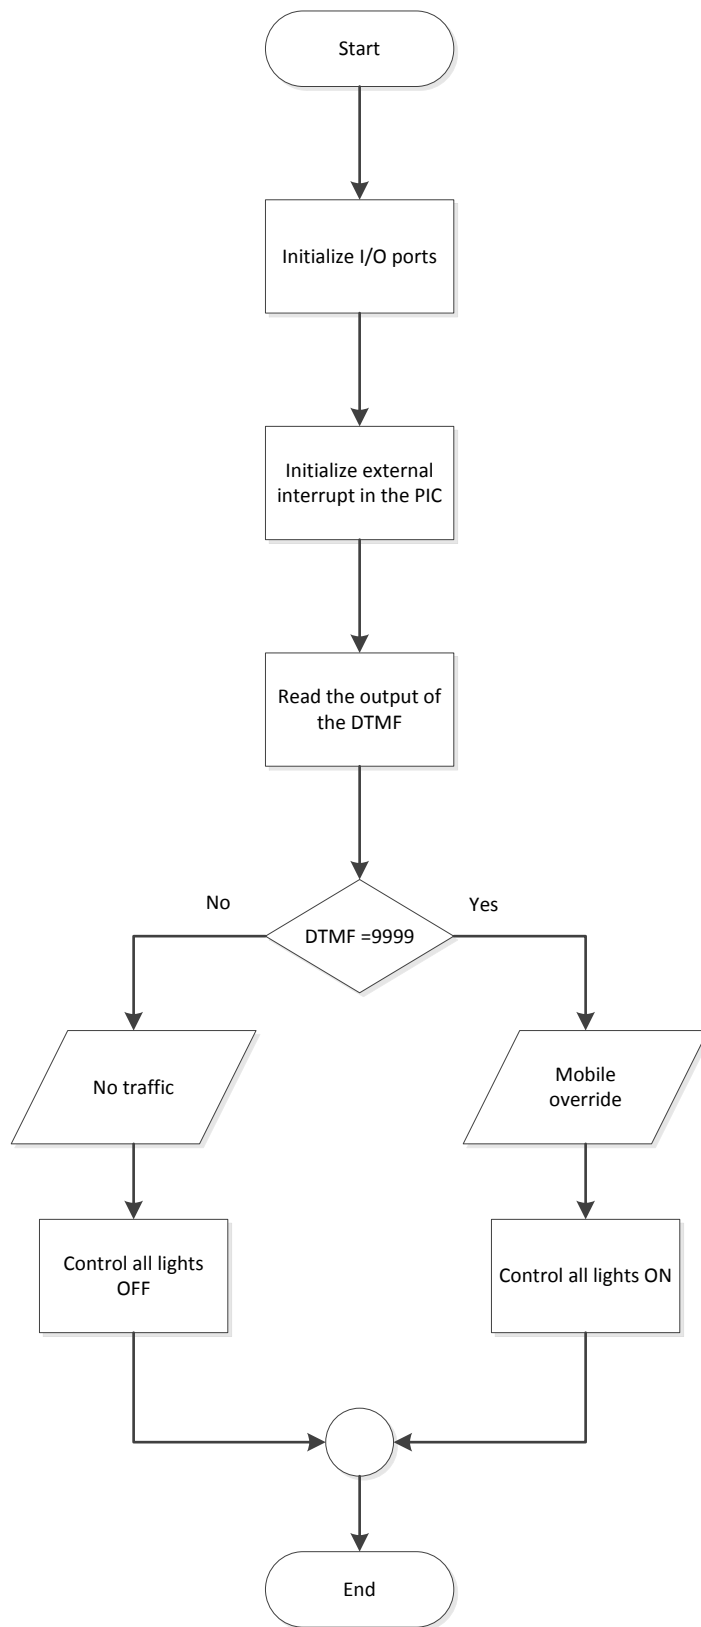 Start
Initialize I/O ports
Initialize external
interrupt in the PIC
Read the output of
the DTMF
No
Yes
DTMF =9999
No traffic
Mobile
override
Control all lights
OFF
Control all lights ON
End